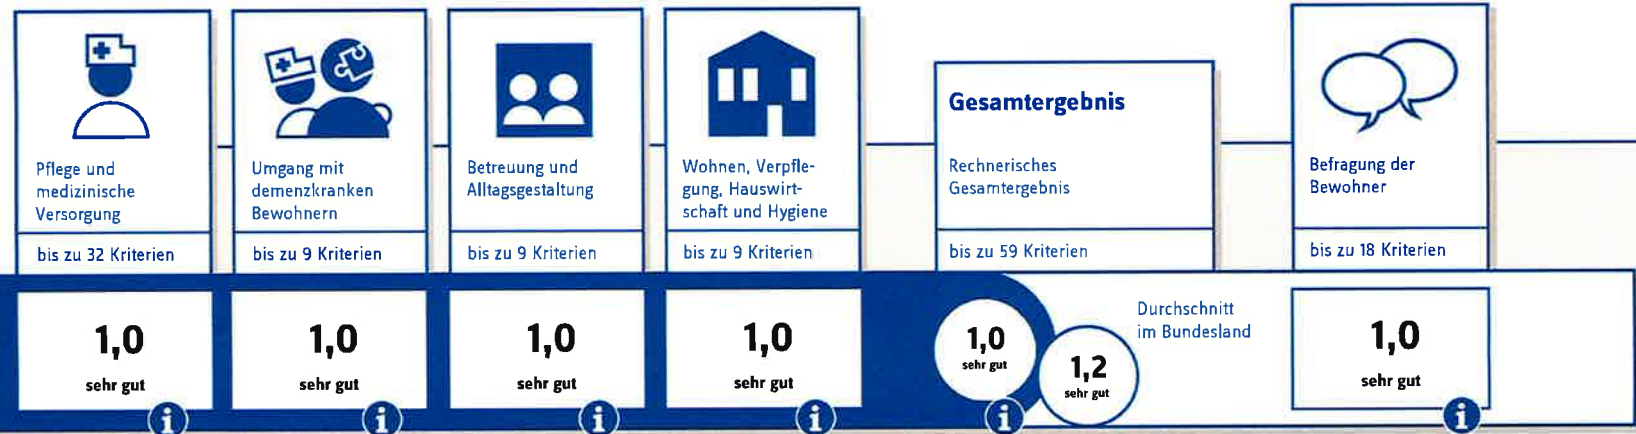 Pflege und
medizinische
Versorgung
bis zu 32 Kriterien
1,0
sehr gut
Umgang mit
demenzkranken
Bewohnern
bis zu 9 Kriterien
1,0
sehr gut
Betreuung und
Alltagsgestaltung
bis zu 9 Kriterien
1,0
sehr gut
Wohnen, Verpfle-
gung, Hauswirt-
schaft und Hygiene
bis zu 9 Kriterien
1,0
sehr gut
Gesamtergebnis
Rechnerisches
Gesamtergebnis
bis zu 59 Kriterien
1,0
sehr gut
1,2
sehr gut
Durchschnitt
im Bundesland
Befragung der
Bewohner
bis zu 18 Kriterien
1,0
sehr gut